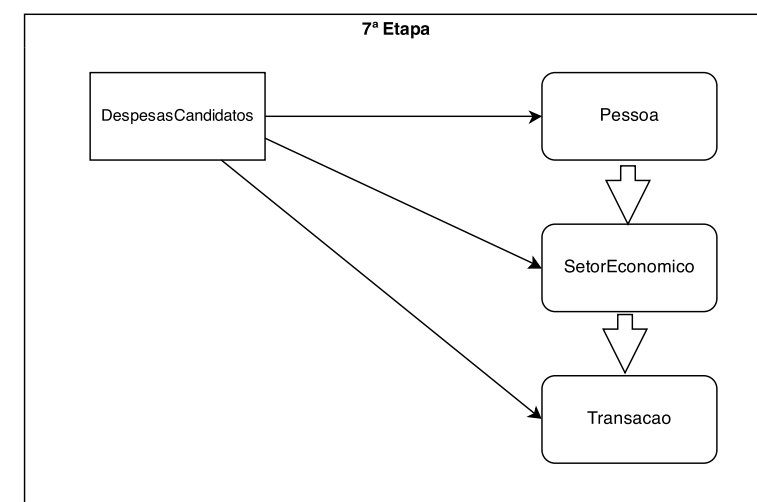 7ª Etapa
DespesasCandidatos
Pessoa
SetorEconomico
Transacao